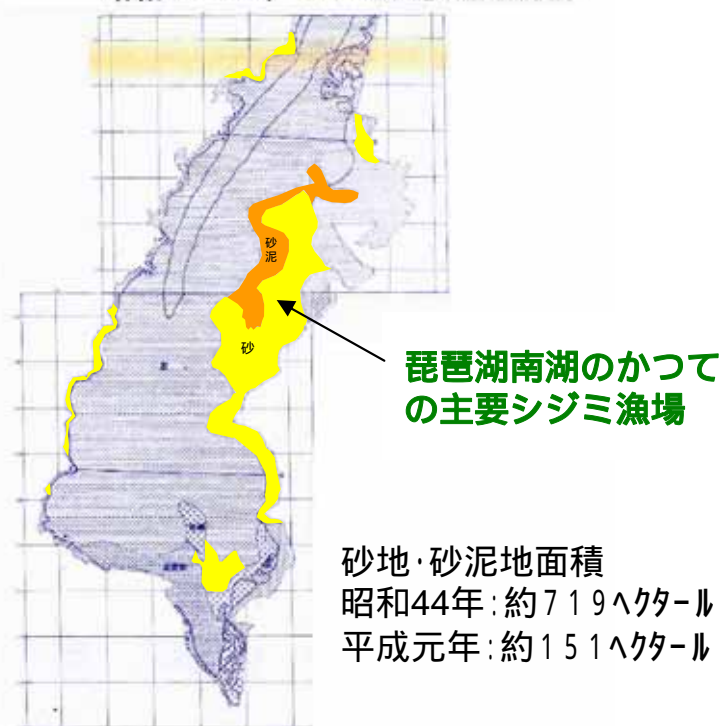 砂泥
砂
琵琶湖南湖のかつて
の主要シジミ漁場
砂地･砂泥地面積
昭和44年:約719ヘクタール
平成元年:約151ヘクタール